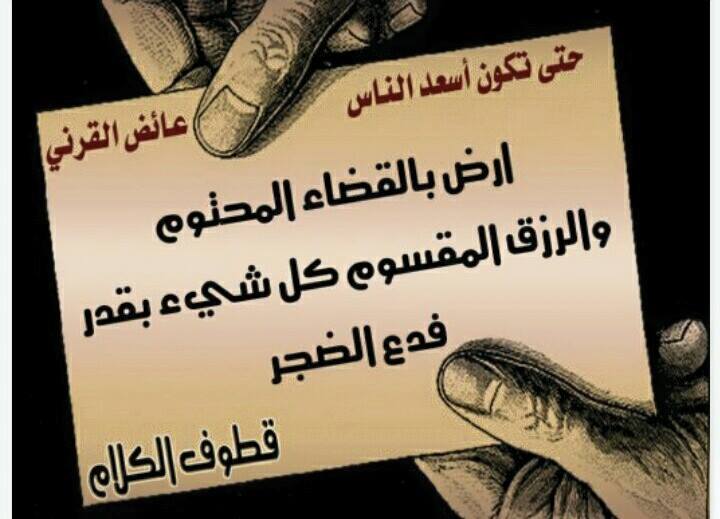 حتى تكون أسعد الناس
عائض القرني
ارض بالقضاء المحتوم
والرزق المقسوم كل شيء بقدر
فدع الضجر
قطوف الكلام